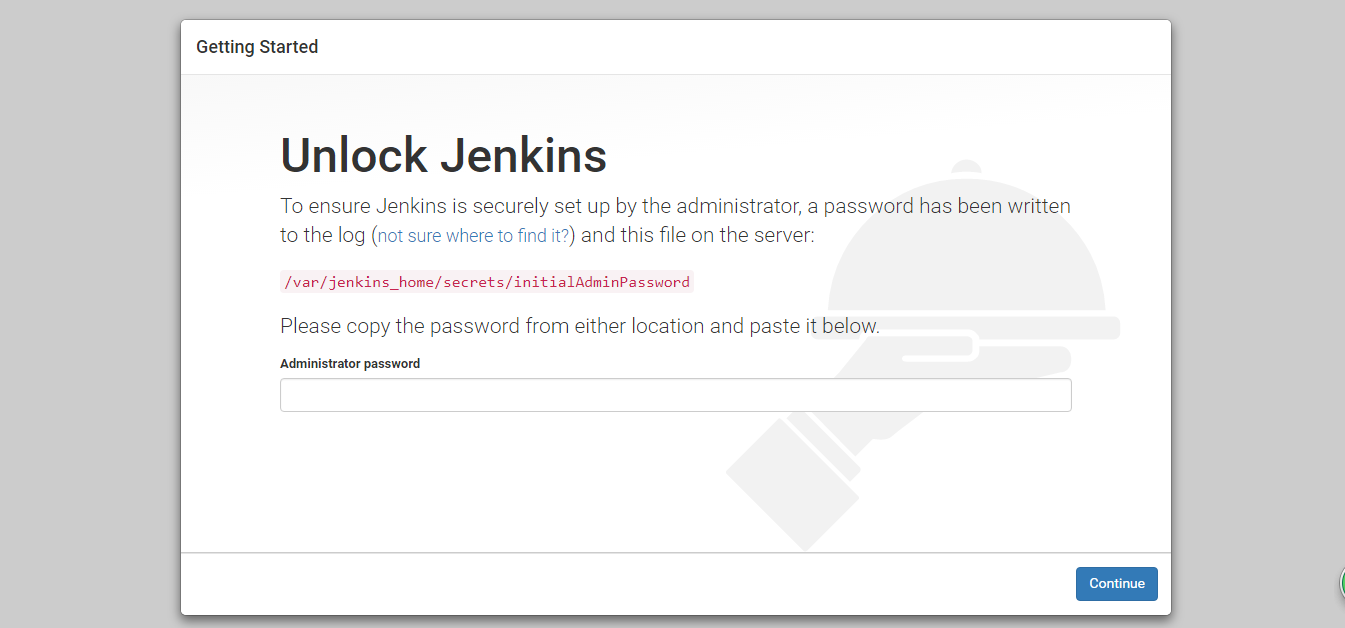 Getting Started
Unlock Jenkins
To ensure Jenkins is securely set up by the administrator, a password has been written
to the log (not sure where to find it?) and this file on the server:
/var/jenkins_home/secrets/initialAdminPassword
Please copy the password from either location and paste it below.
Administrator password
Continue